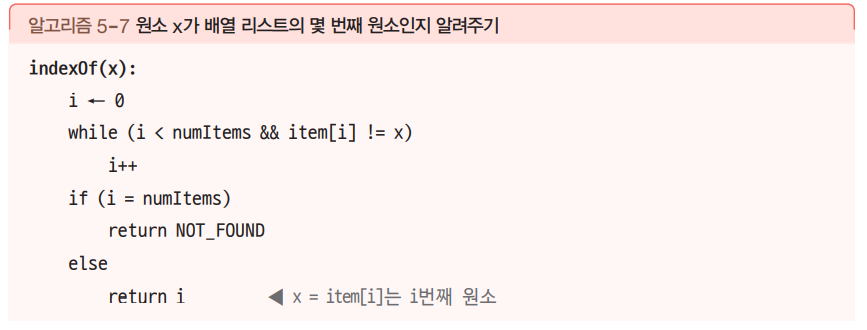 알고리즘 5-7 원소 x가 배열 리스트의 몇 번째 원소인지 알려주기
indexOf(x):
i ← 0
while (i < numItems && item[i] != x)
i++
if (i = numItems)
return NOT_FOUND
else
return i ◀ x = item[i]는 i번째 원소